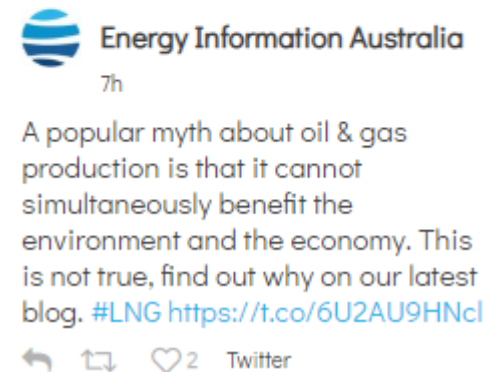 Energy Information Australia
7h
A popular myth about oil & gas
production is that it cannot
simultaneously benefit the
environment and the economy. This
is not true, find out why on our latest
blog. #LNG https://t.co/6U2AU9HNcl
2 Twitter